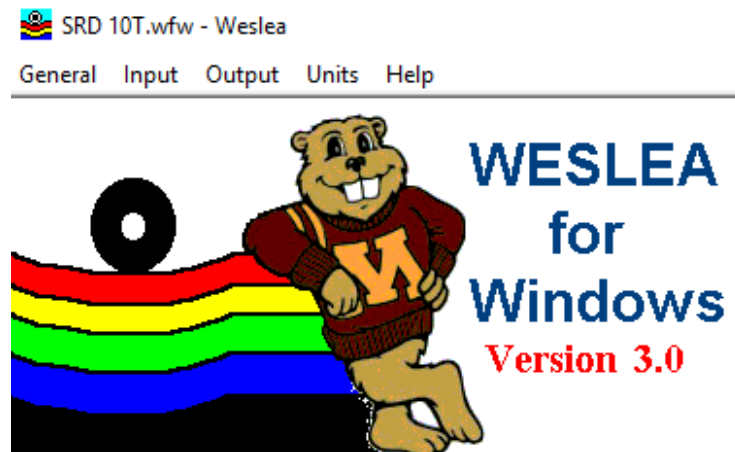 SRD 10T.wfw - Weslea
General Input Output Units Help
WESLEA
for
Windows
Version 3.0